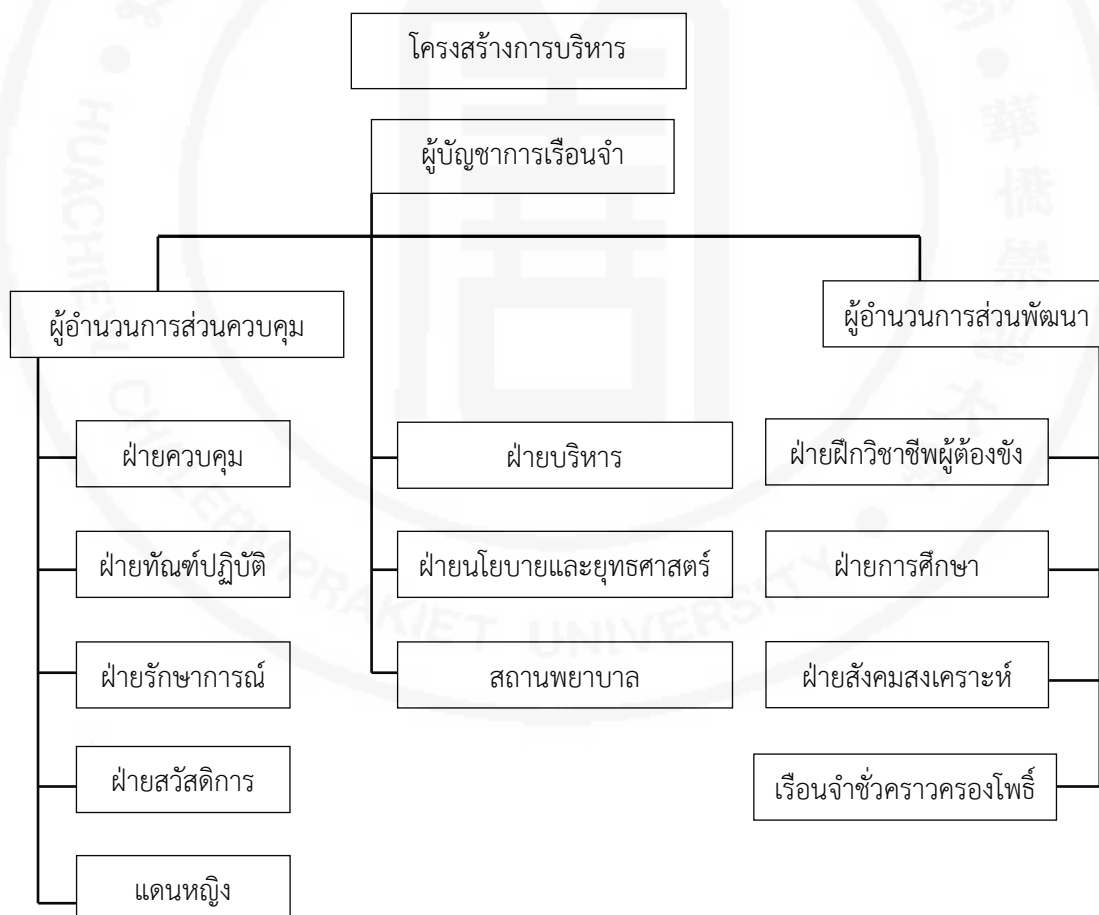 โครงสร้างการบริหาร
ผู้บัญชาการเรือนจำ
ผู้อำนวนการส่วนควบคุม
ผู้อำนวนการส่วนพัฒนา
ฝ่ายควบคุม
ฝ่ายบริหาร
ฝ่ายฝึกวิชาชีพผู้ต้องขัง
ฝ่ายทัณฑ์ปฏิบัติ
ฝ่ายนโยบายและยุทธศาสตร์
ฝ่ายการศึกษา
ฝ่ายรักษาการณ์
สถานพยาบาล
ฝ่ายสังคมสงเคราะห์
ฝ่ายสวัสดิการ
เรือนจำชั่วคราวครองโพธิ์
แดนหญิง
HUACHIEW CHALERMPRAKIET UNIVERSITY
華僑崇聖大學